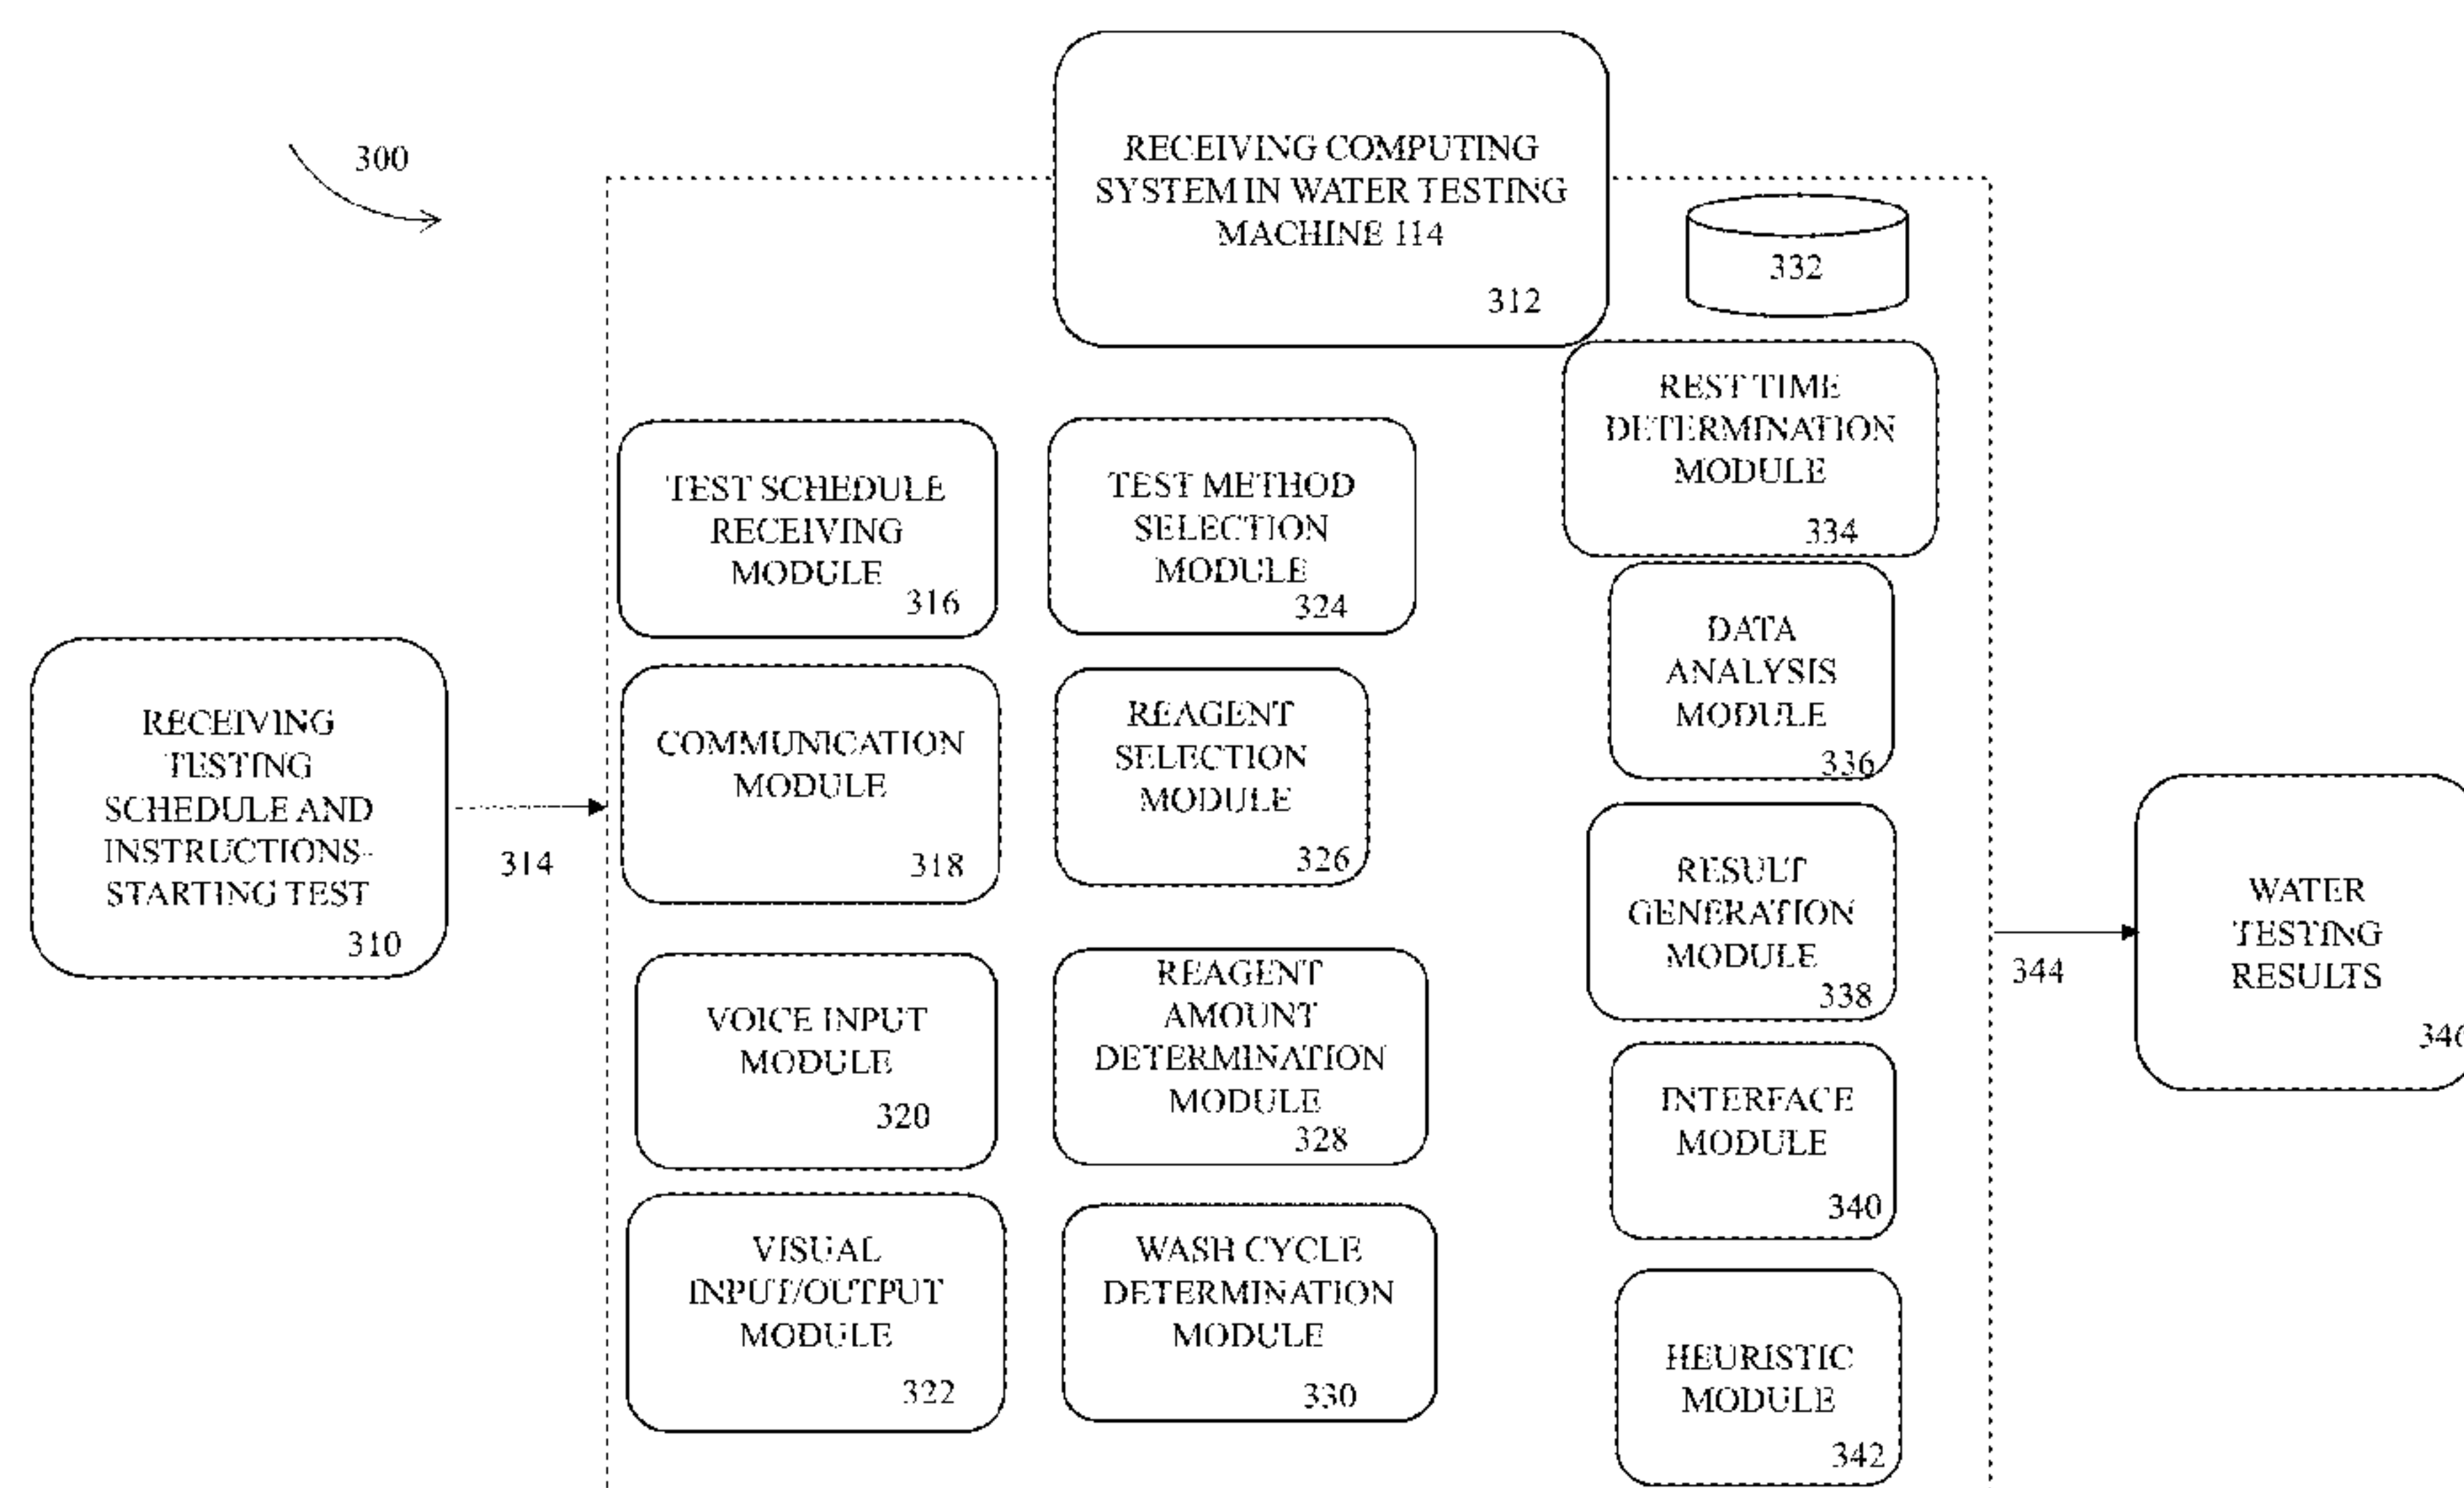 300
RECEIVING COMPUTING
SYSTEM IN WATER TESTING
MACHINE 114
312
332
RECEIVING
TESTING
SCHEDULE AND
INSTRUCTIONS-
STARTING TEST
310
314
TEST SCHEDULE
RECEIVING
MODULE
316
COMMUNICATION
MODULE
318
VOICE INPUT
MODULE
320
VISUAL
INPUT/OUTPUT
MODULE
322
TEST METHOD
SELECTION
MODULE
324
REAGENT
SELECTION
MODULE
326
REAGENT
AMOUNT
DETERMINATION
MODULE
328
WASH CYCLE
DETERMINATION
MODULE
330
REST TIME
DETERMINATION
MODULE
334
DATA
ANALYSIS
MODULE
336
RESULT
GENERATION
MODULE
338
INTERFACE
MODULE
340
HEURISTIC
MODULE
342
344
WATER
TESTING
RESULTS
346